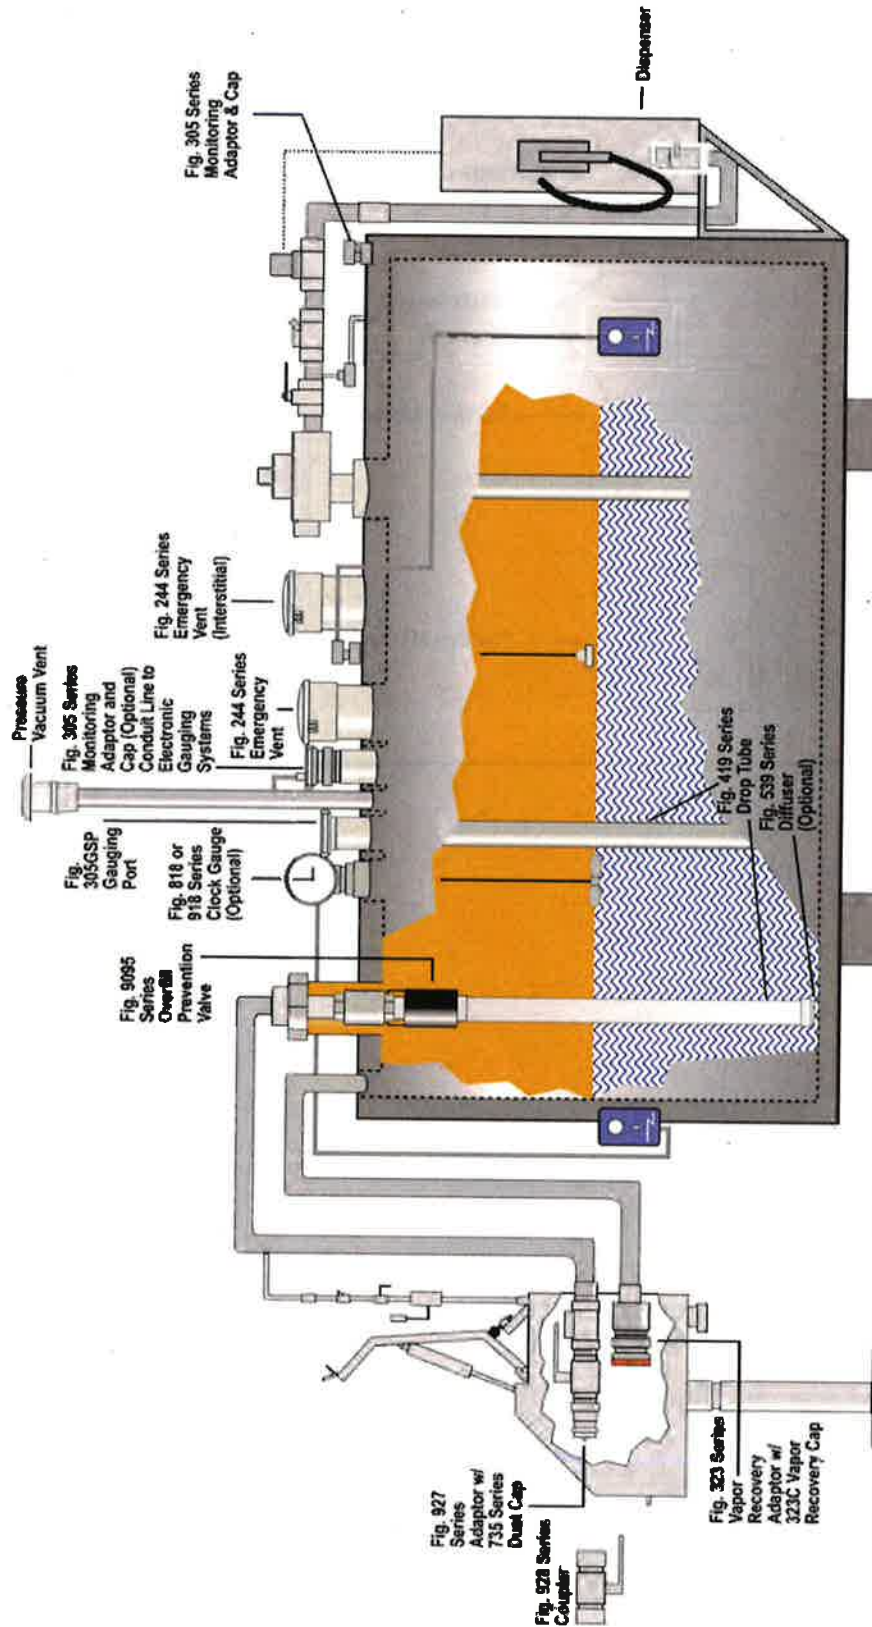 Fig. 928 Series
Coupler
Fig. 927
Series
Adaptor w/
735 Series
Dust Cap
Fig. 323 Series
Vapor
Recovery
Adaptor w/
323C Vapor
Recovery Cap
Fig. 9095
Series
Overfill
Prevention
Valve
Fig. 818 or
918 Series
Clock Gauge
(Optional)
Fig.
305GSP
Gauging
Port
Pressure
Vacuum Vent
Fig. 305 Series
Monitoring
Adaptor and
Cap (Optional)
Conduit Line to
Electronic
Gauging
Systems
Fig. 244 Series
Emergency
Vent
Fig. 244 Series
Emergency
Vent
(Interstitial)
Fig. 419 Series
Drop Tube
Fig. 539 Series
Diffuser
(Optional)
Fig. 305 Series
Monitoring
Adaptor & Cap
Dispenser